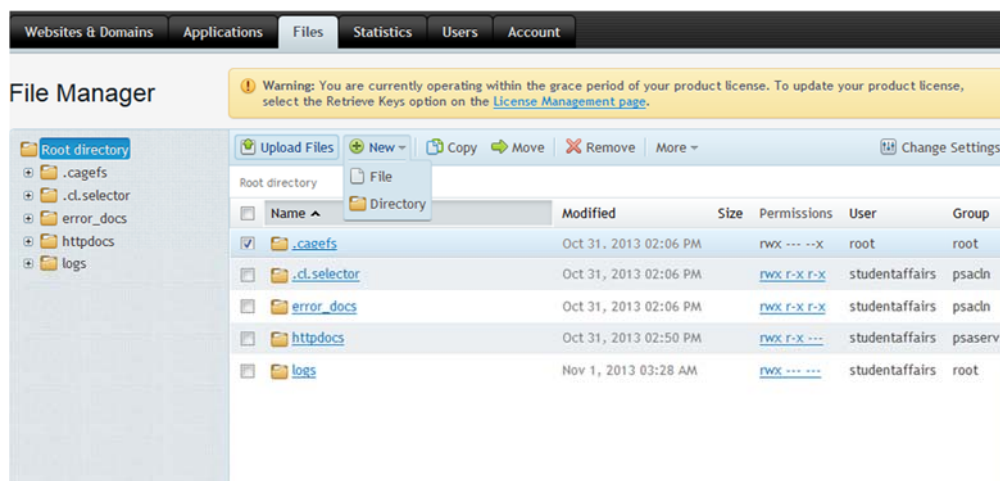 Websites & Domains Applications Files Statistics Users Account
File Manager
Warning: You are currently operating within the grace period of your product license. To update your product license,
select the Retrieve Keys option on the License Management page.
Root directory
.cagefs
.cl.selector
error_docs
httpdocs
logs
Upload Files New Copy Move Remove More Change Settings
File
Directory
Root directory
Name Modified Size Permissions User Group
.cagefs Oct 31, 2013 02:06 PM rwx --- --x root root
.cl.selector Oct 31, 2013 02:06 PM rwx r-x r-x studentaffairs psacln
error_docs Oct 31, 2013 02:06 PM rwx r-x r-x studentaffairs psacln
httpdocs Oct 31, 2013 02:50 PM rwx r-x --- studentaffairs psaserv
logs Nov 1, 2013 03:28 AM rwx --- --- studentaffairs root